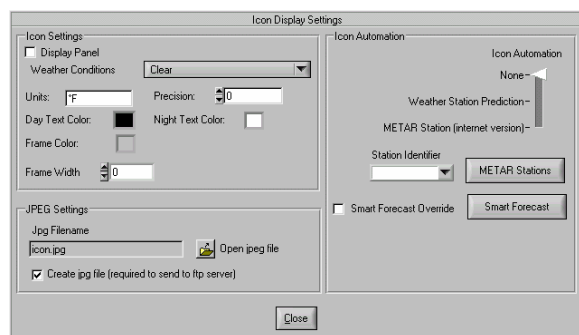 Icon Display Settings
Icon Settings
Display Panel
Weather Conditions
Clear
Units:
°F
Precision:
0
Day Text Color:
Night Text Color:
Frame Color:
Frame Width
0
JPEG Settings
Jpg Filename
icon.jpg
Open jpeg file
Create jpg file (required to send to ftp server)
Icon Automation
Icon Automation
None
Weather Station Prediction
METAR Station (internet version)
Station Identifier
METAR Stations
Smart Forecast Override
Smart Forecast
Close